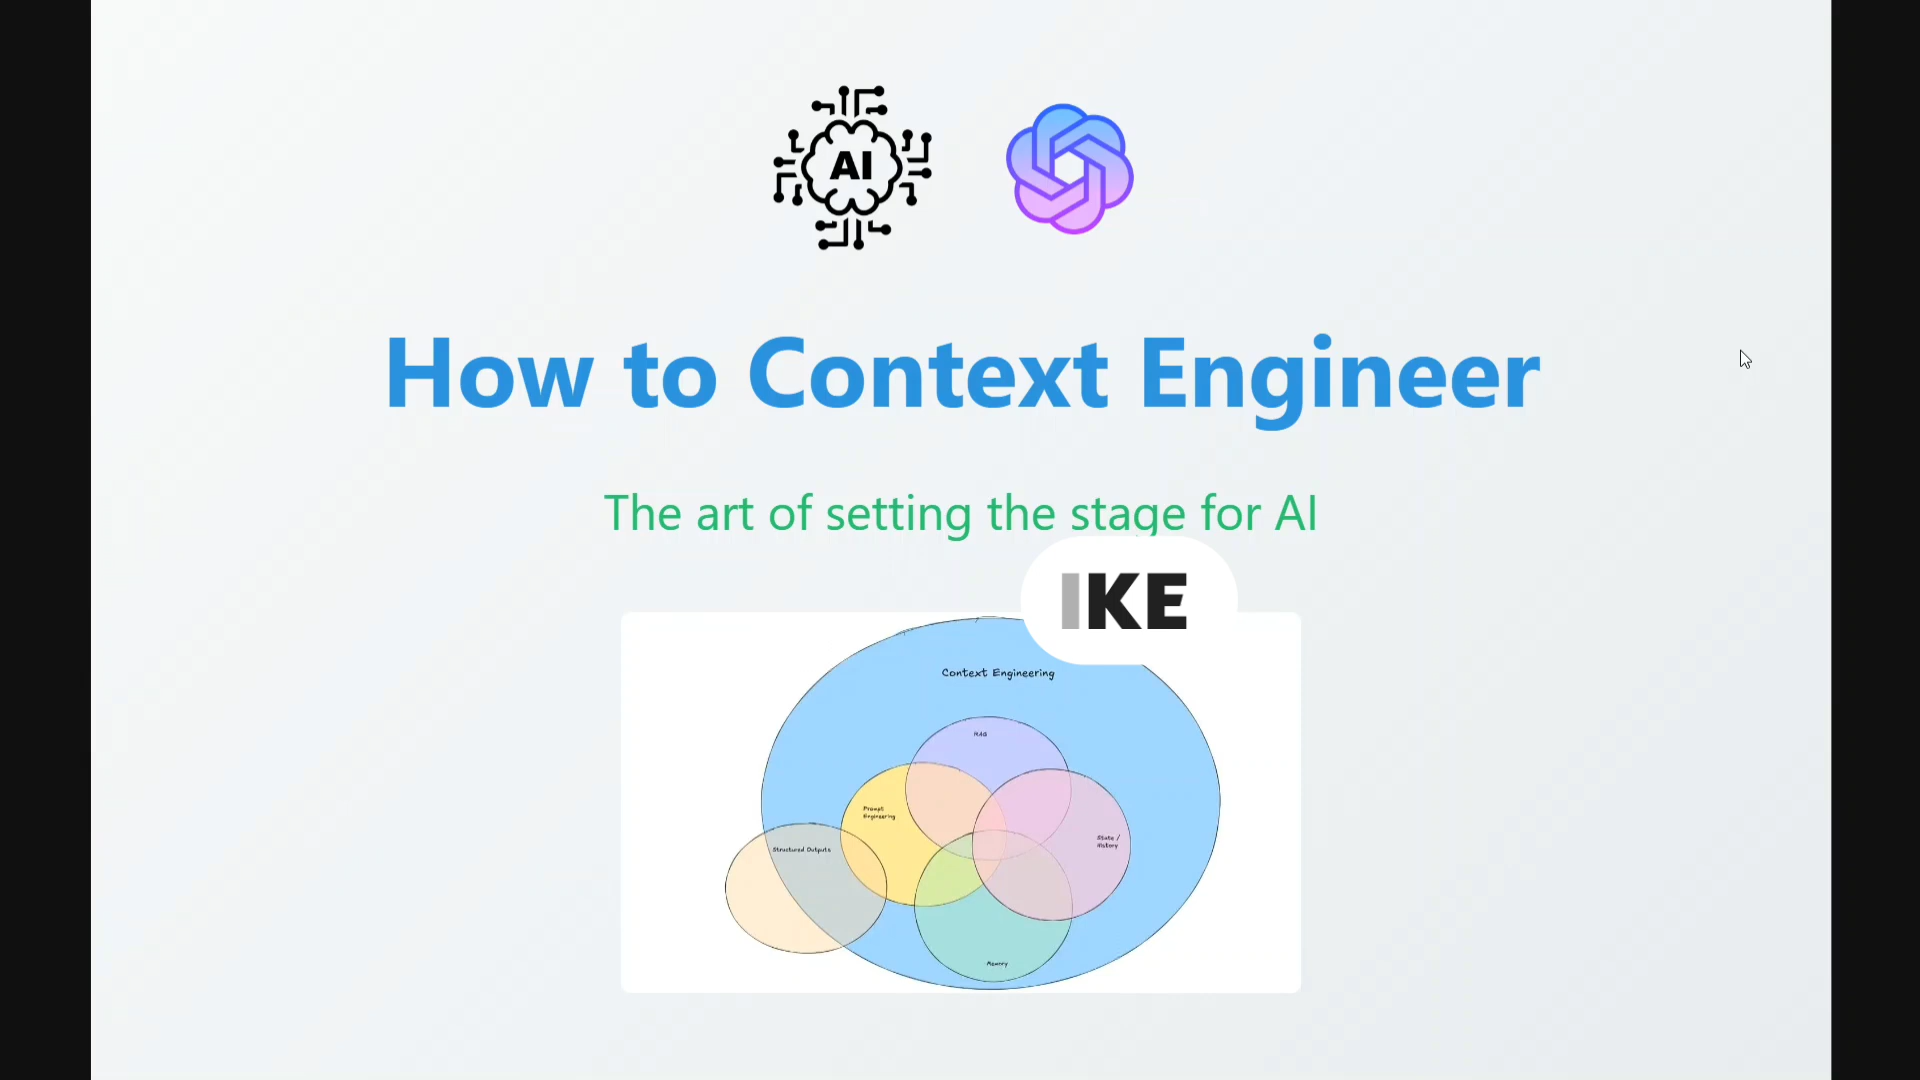 AI
How to Context Engineer
The art of setting the stage for AI
IKE
Context Engineering
RAG
Prompt
Engineering
State /
History
Structured Outputs
Memory